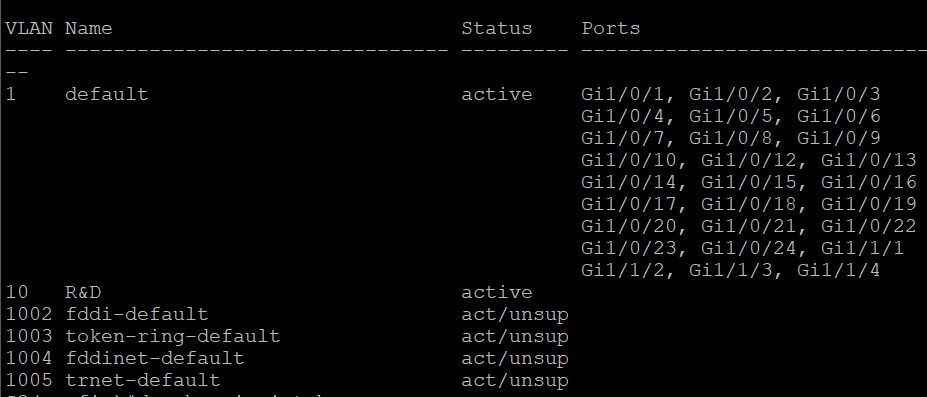 VLAN Name                             Status    Ports
---- -------------------------------- --------- -----------------------------
--
1    default                          active    Gi1/0/1, Gi1/0/2, Gi1/0/3
                                                Gi1/0/4, Gi1/0/5, Gi1/0/6
                                                Gi1/0/7, Gi1/0/8, Gi1/0/9
                                                Gi1/0/10, Gi1/0/12, Gi1/0/13
                                                Gi1/0/14, Gi1/0/15, Gi1/0/16
                                                Gi1/0/17, Gi1/0/18, Gi1/0/19
                                                Gi1/0/20, Gi1/0/21, Gi1/0/22
                                                Gi1/0/23, Gi1/0/24, Gi1/1/1
                                                Gi1/1/2, Gi1/1/3, Gi1/1/4
10   R&D                              active
1002 fddi-default                     act/unsup
1003 token-ring-default               act/unsup
1004 fddinet-default                  act/unsup
1005 trnet-default                    act/unsup